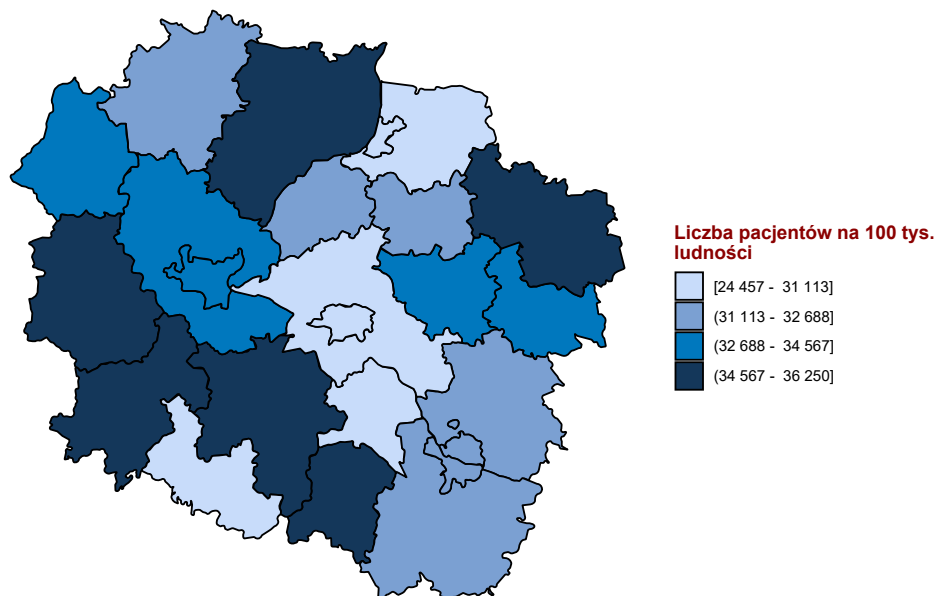 Liczba pacjentów na 100 tys.
ludności
[24 457 - 31 113]
(31 113 - 32 688]
(32 688 - 34 567]
(34 567 - 36 250]